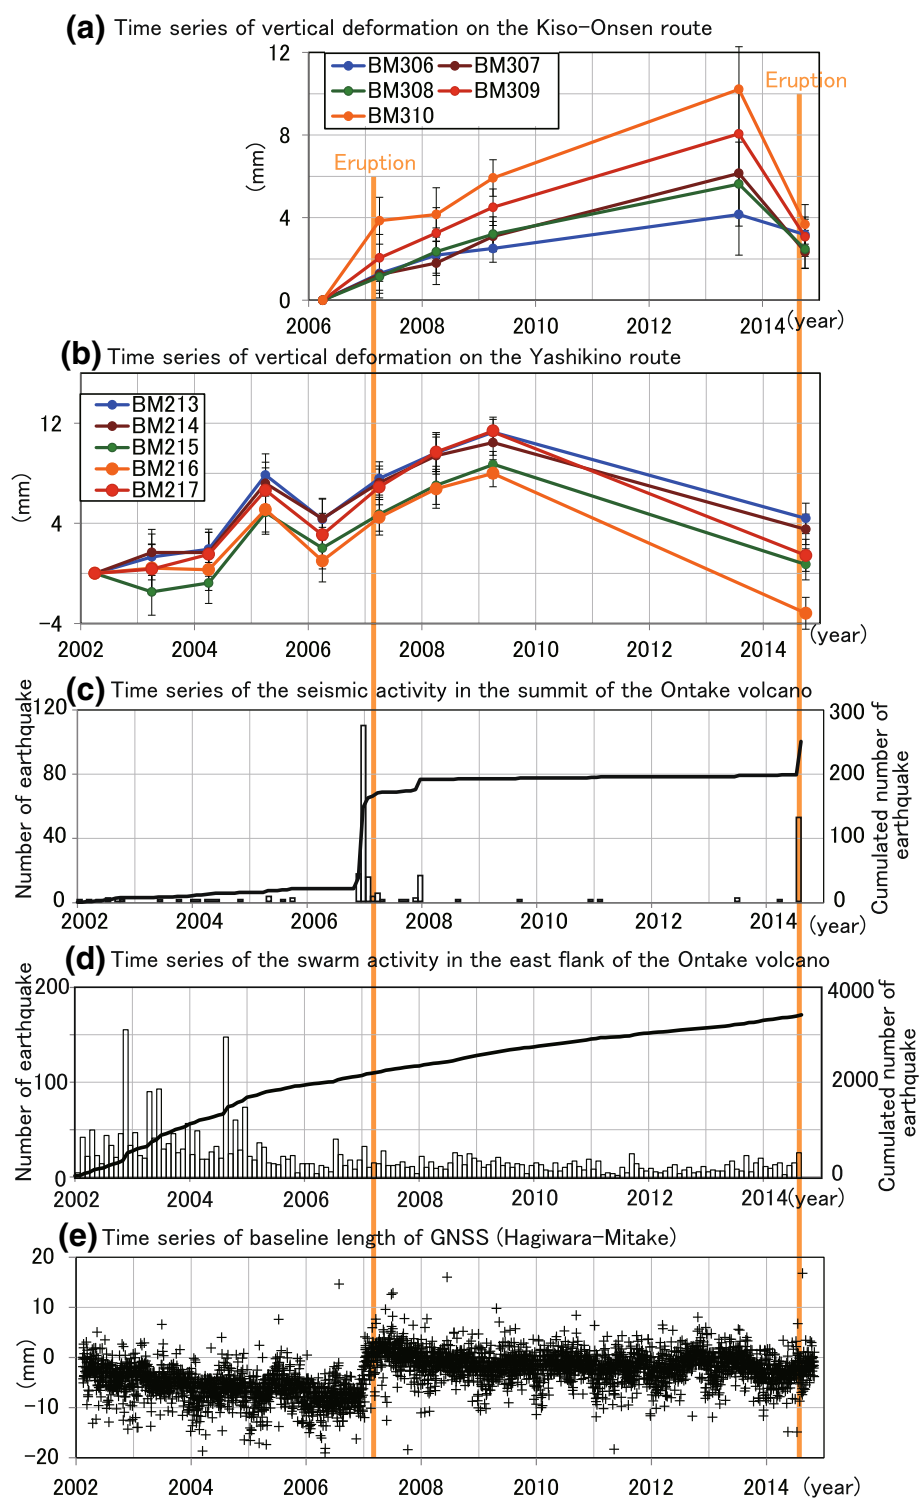 (a) Time series of vertical deformation on the Kiso-Onsen route
12
8
4
0
(mm)
BM306 BM307
BM308 BM309
BM310
Eruption
Eruption
2006 2008 2010 2012 2014 (year)
(b) Time series of vertical deformation on the Yashikino route
12
4
-4
(mm)
BM213
BM214
BM215
BM216
BM217
2002 2004 2006 2008 2010 2012 2014 (year)
(c) Time series of the seismic activity in the summit of the Ontake volcano
Number of earthquake
120
80
40
0
300
200
100
0
Cumulated number of
earthquake
2002 2004 2006 2008 2010 2012 2014 (year)
(d) Time series of the swarm activity in the east flank of the Ontake volcano
Number of earthquake
200
100
0
4000
2000
0
Cumulated number of
earthquake
2002 2004 2006 2008 2010 2012 2014 (year)
(e) Time series of baseline length of GNSS (Hagiwara-Mitake)
20
10
0
-10
-20
(mm)
2002 2004 2006 2008 2010 2012 2014 (year)